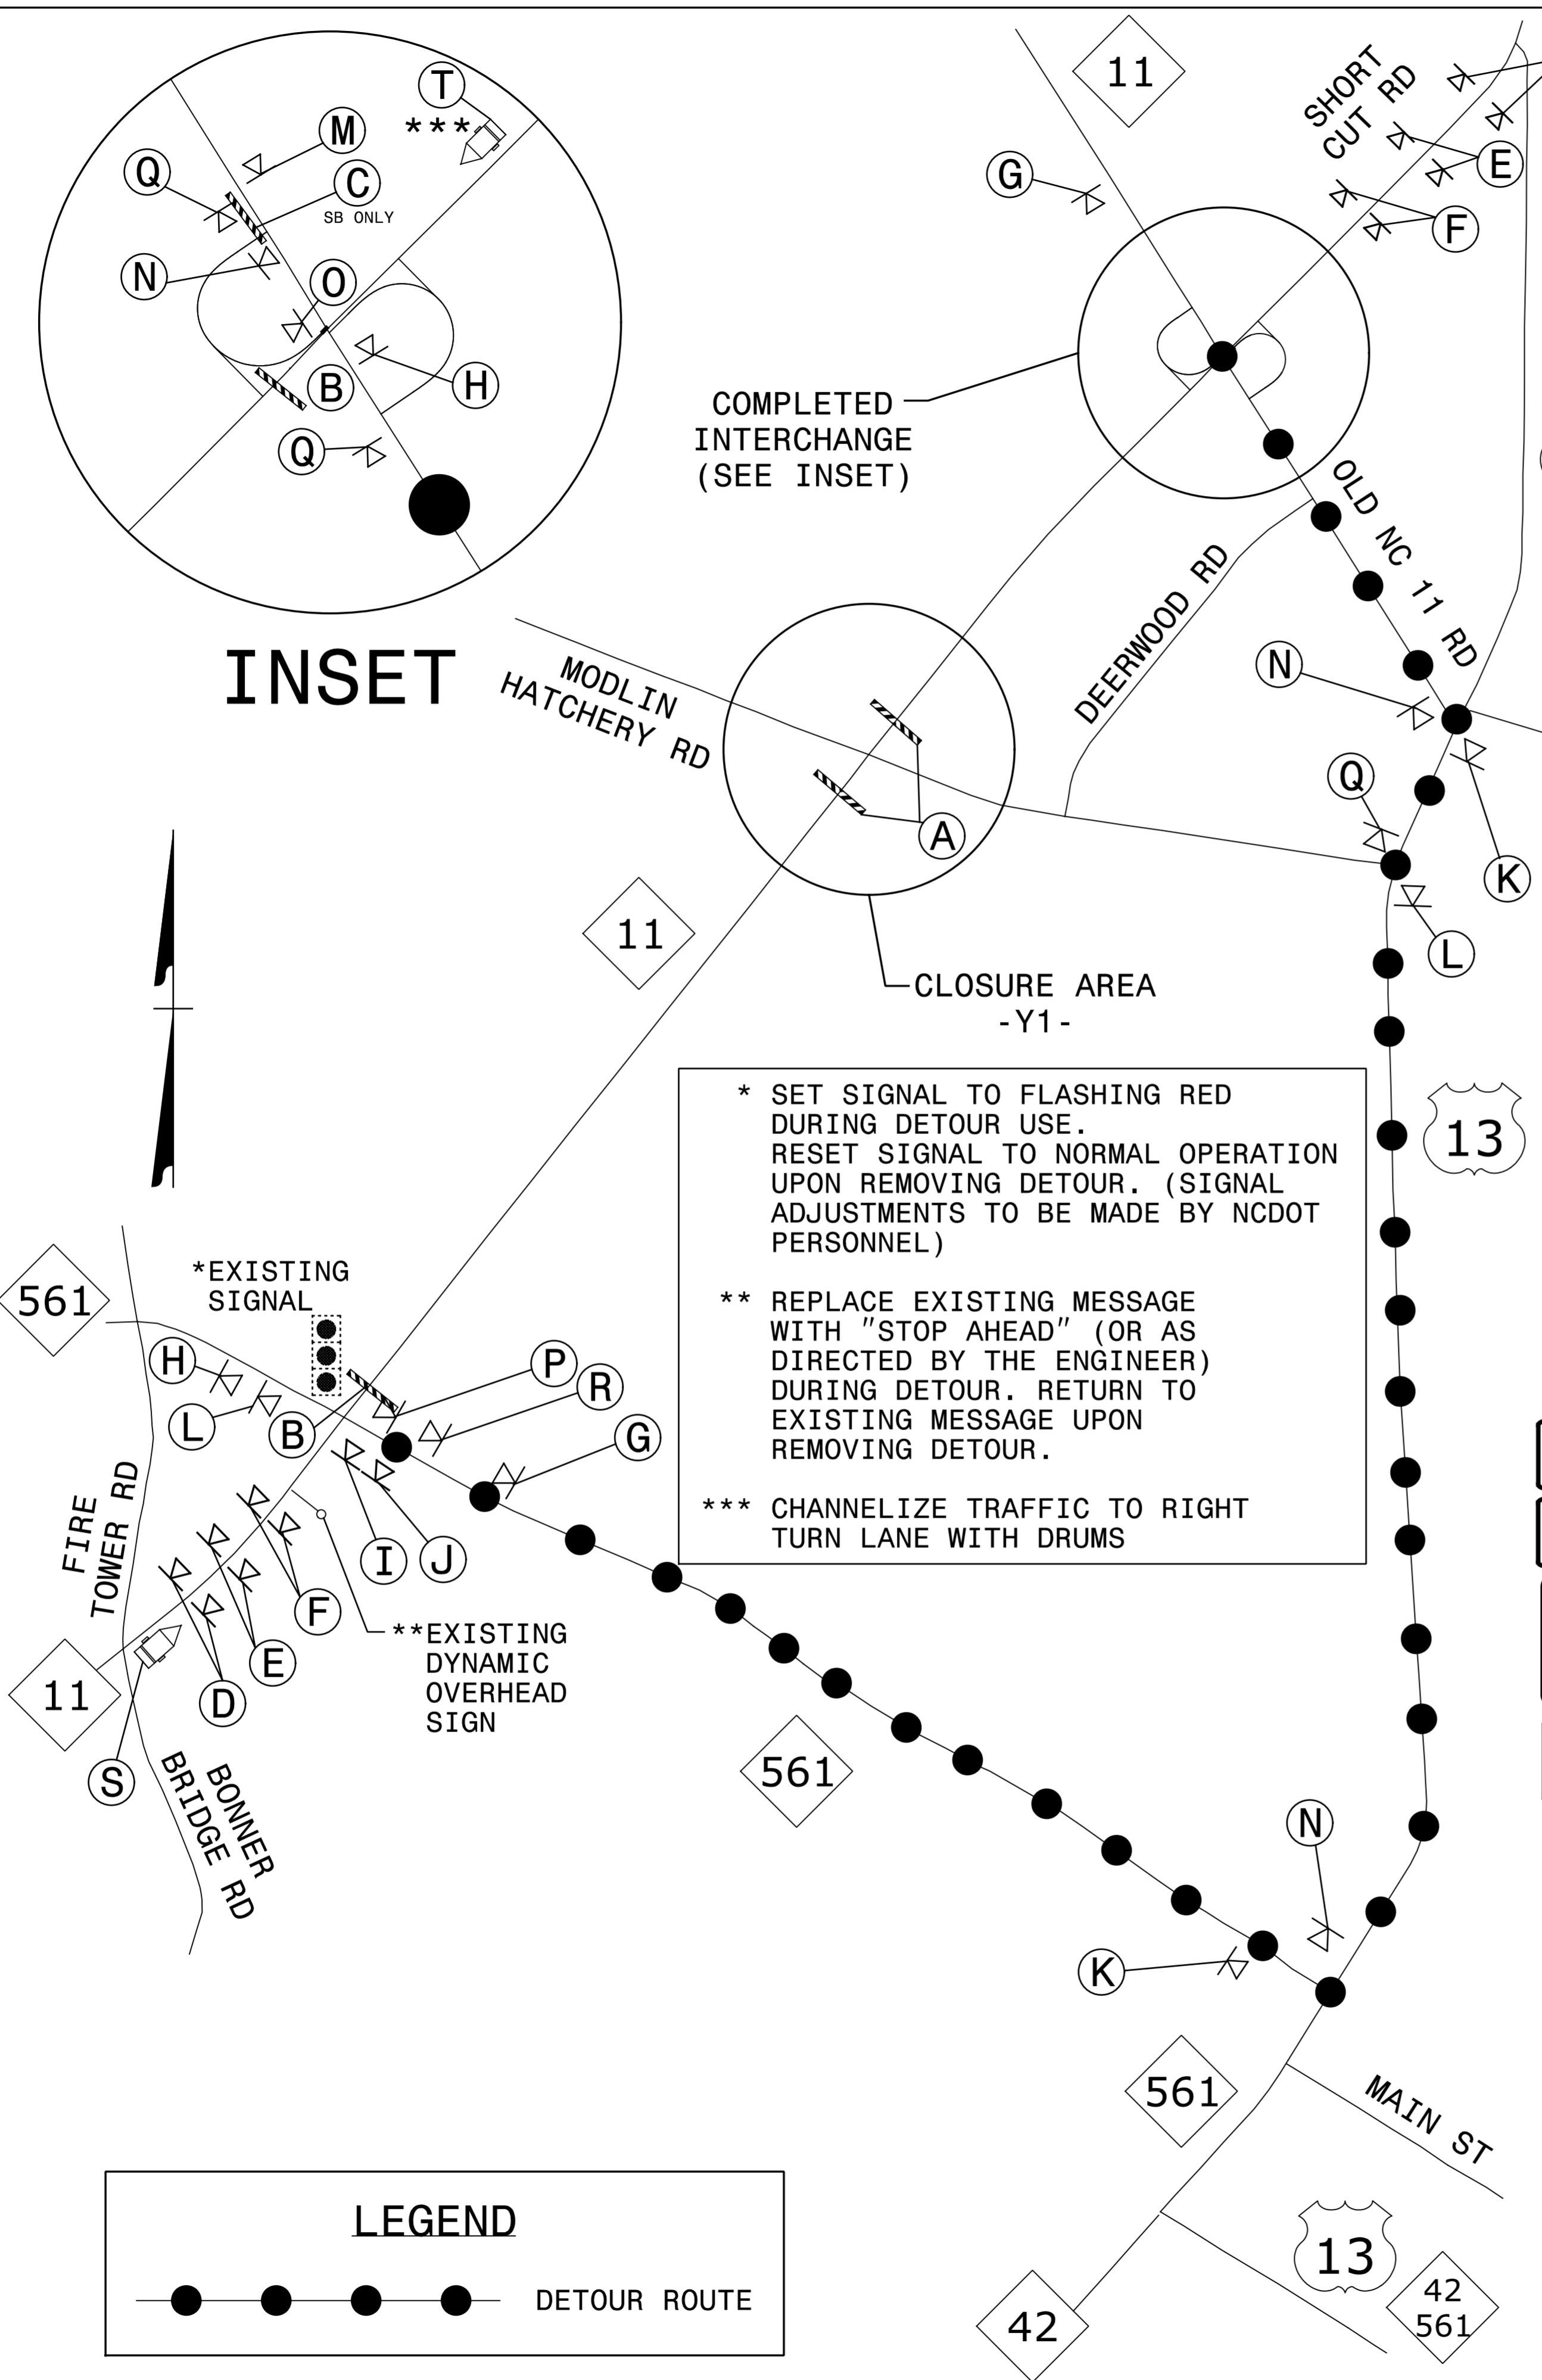 T
***
M
Q
C
SB ONLY
N
O
B
H
Q
INSET
11
SHORT
CUT RD
G
E
F
COMPLETED
INTERCHANGE
(SEE INSET)
OLD NC 11 RD
DEERWOOD RD
MODLIN
HATCHERY RD
N
Q
A
K
L
11
CLOSURE AREA
-Y1-
13
* SET SIGNAL TO FLASHING RED
DURING DETOUR USE.
RESET SIGNAL TO NORMAL OPERATION
UPON REMOVING DETOUR. (SIGNAL
ADJUSTMENTS TO BE MADE BY NCDOT
PERSONNEL)
** REPLACE EXISTING MESSAGE
WITH "STOP AHEAD" (OR AS
DIRECTED BY THE ENGINEER)
DURING DETOUR. RETURN TO
EXISTING MESSAGE UPON
REMOVING DETOUR.
*** CHANNELIZE TRAFFIC TO RIGHT
TURN LANE WITH DRUMS
561
*EXISTING
SIGNAL
H
L
B
P
R
G
I
J
F
E
D
S
FIRE
TOWER RD
11
**EXISTING
DYNAMIC
OVERHEAD
SIGN
BONNER
BRIDGE RD
561
N
K
561
MAIN ST
13
42
561
42
LEGEND
DETOUR ROUTE